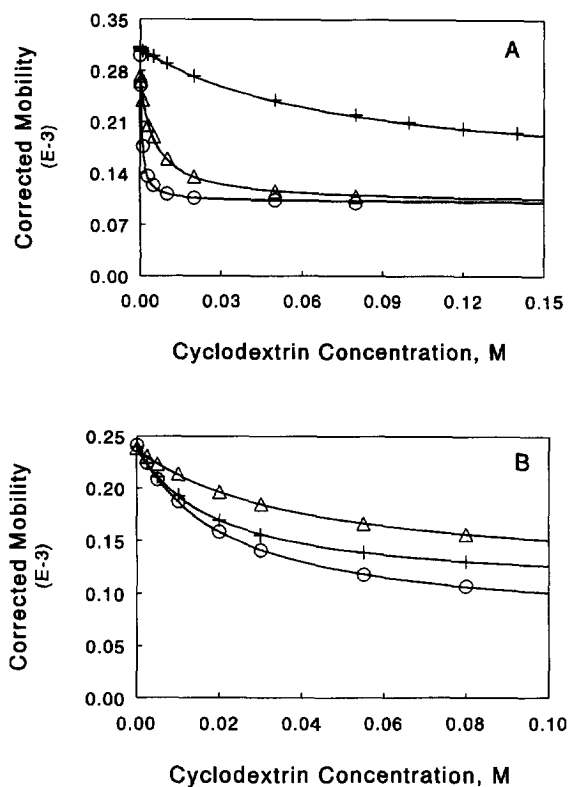 0.35
A
0.28
0.21
0.14
0.07
0.00
Corrected Mobility
(E-3)
0.00 0.03 0.06 0.09 0.12 0.15
Cyclodextrin Concentration, M
0.25
B
0.20
0.15
0.10
0.05
0.00
Corrected Mobility
(E-3)
0.00 0.02 0.04 0.06 0.08 0.10
Cyclodextrin Concentration, M